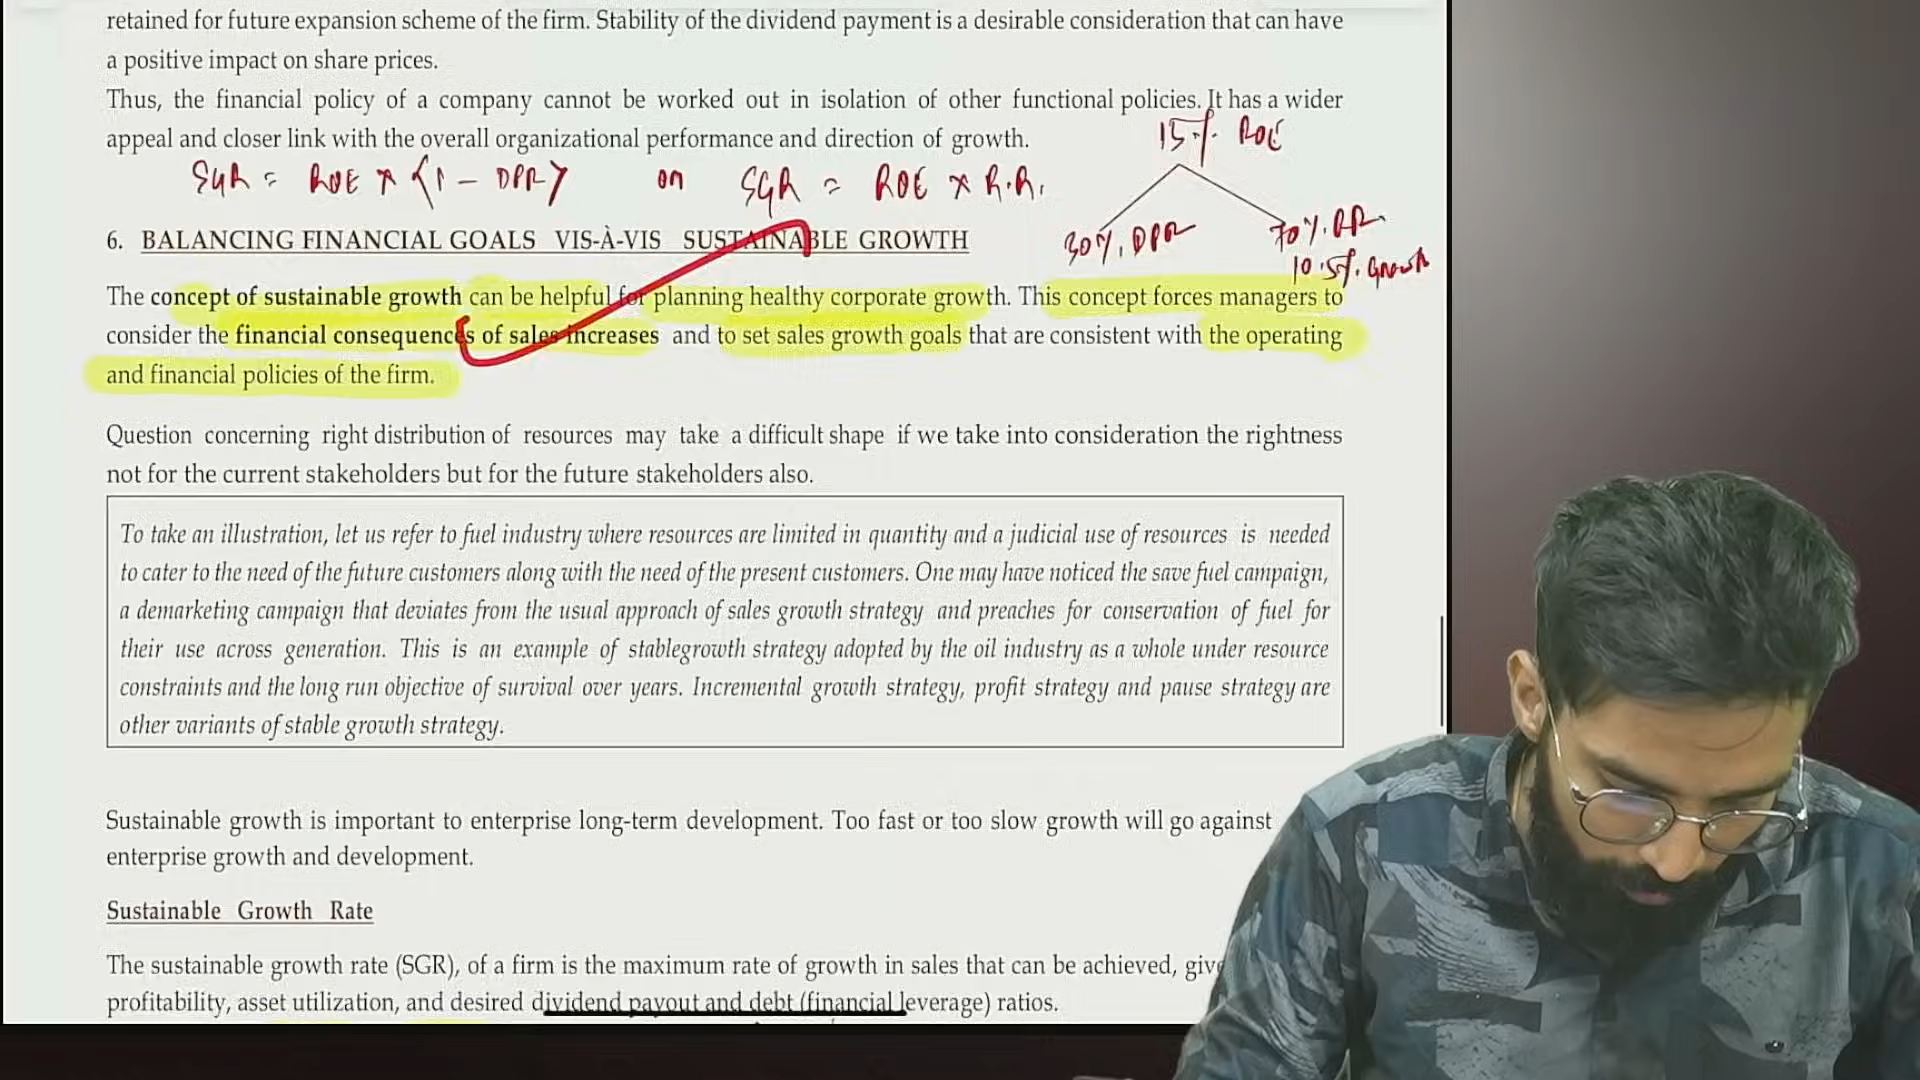 retained for future expansion scheme of the firm. Stability of the dividend payment is a desirable consideration that can have
a positive impact on share prices.
Thus, the financial policy of a company cannot be worked out in isolation of other functional policies. It has a wider
appeal and closer link with the overall organizational performance and direction of growth.
15% ROE
SGR = ROE × {1 - DPR} or SGR = ROE × R.R.
30% DPR 70% RR
10.5% Growth
6. BALANCING FINANCIAL GOALS VIS-À-VIS SUSTAINABLE GROWTH
The concept of sustainable growth can be helpful for planning healthy corporate growth. This concept forces managers to
consider the financial consequences of sales increases and to set sales growth goals that are consistent with the operating
and financial policies of the firm.
Question concerning right distribution of resources may take a difficult shape if we take into consideration the rightness
not for the current stakeholders but for the future stakeholders also.
To take an illustration, let us refer to fuel industry where resources are limited in quantity and a judicial use of resources is needed
to cater to the need of the future customers along with the need of the present customers. One may have noticed the save fuel campaign,
a demarketing campaign that deviates from the usual approach of sales growth strategy and preaches for conservation of fuel for
their use across generation. This is an example of stablegrowth strategy adopted by the oil industry as a whole under resource
constraints and the long run objective of survival over years. Incremental growth strategy, profit strategy and pause strategy are
other variants of stable growth strategy.
Sustainable growth is important to enterprise long-term development. Too fast or too slow growth will go against
enterprise growth and development.
Sustainable Growth Rate
The sustainable growth rate (SGR), of a firm is the maximum rate of growth in sales that can be achieved,
profitability, asset utilization, and desired dividend payout and debt (financial leverage) ratios.